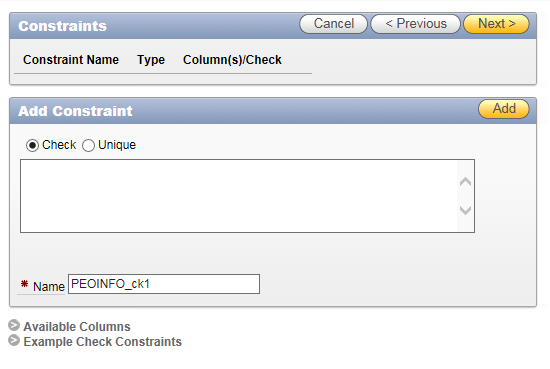 Constraints Cancel < Previous Next >
Constraint Name Type Column(s)/Check
Add Constraint Add
Check Unique
* Name PEOINFO_ck1
Available Columns
Example Check Constraints